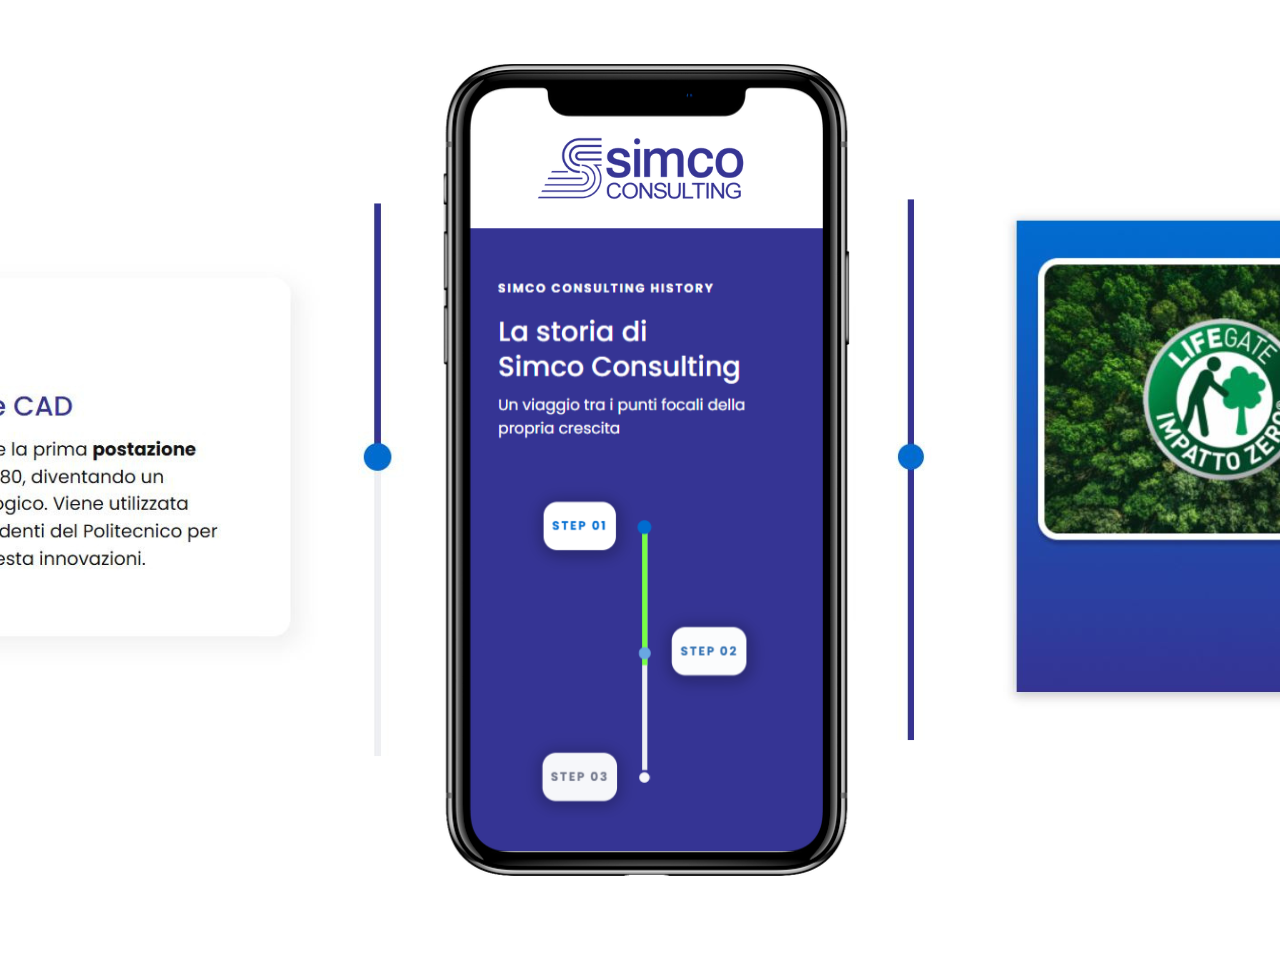 e CAD
e la prima postazione
80, diventando un
ogico. Viene utilizzata
denti del Politecnico per
esta innovazioni.
simco
CONSULTING
SIMCO CONSULTING HISTORY
La storia di
Simco Consulting
Un viaggio tra i punti focali della
propria crescita
STEP 01
STEP 02
STEP 03
LIFEGATE
IMPATTO ZERO®